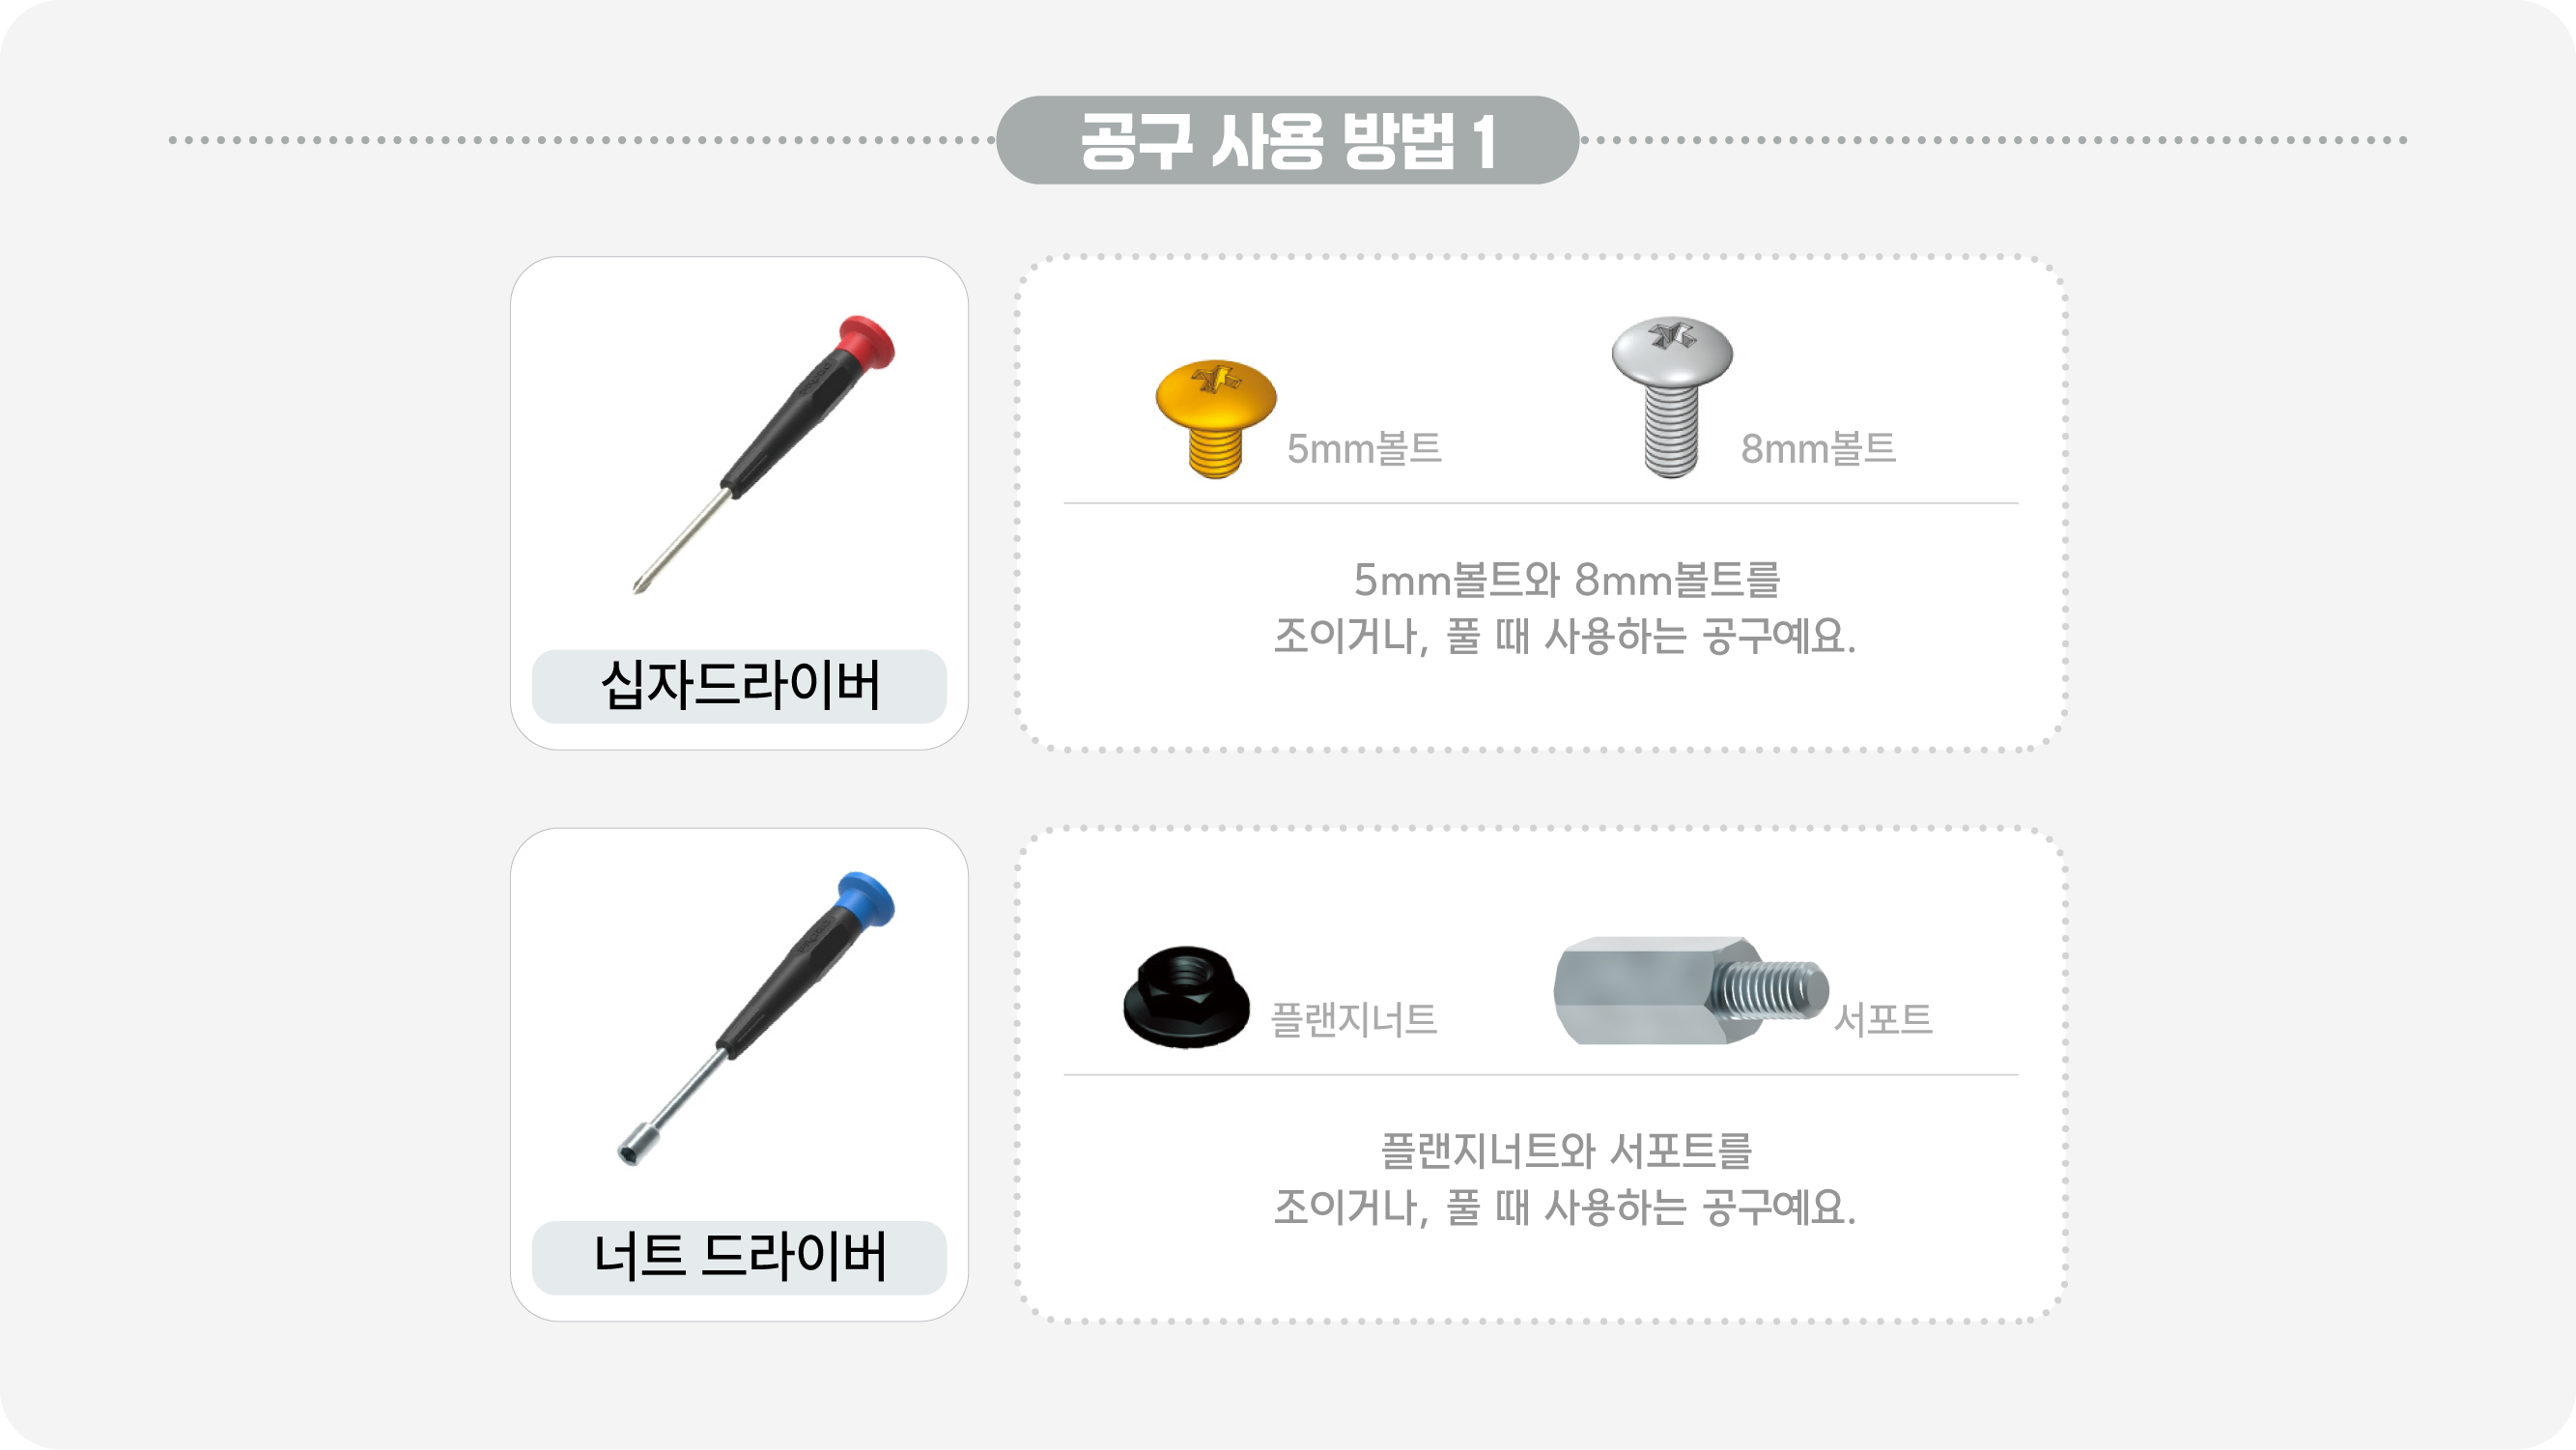 공구 사용 방법 1
5mm볼트
8mm볼트
5mm볼트와 8mm볼트를
조이거나, 풀 때 사용하는 공구예요.
십자드라이버
플랜지너트
서포트
플랜지너트와 서포트를
조이거나, 풀 때 사용하는 공구예요.
너트 드라이버